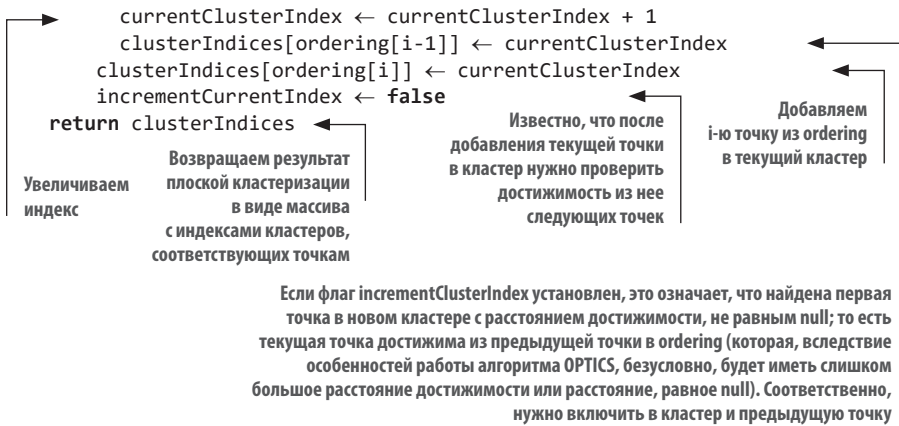 currentClusterIndex ← currentClusterIndex + 1
clusterIndices[ordering[i-1]] ← currentClusterIndex
clusterIndices[ordering[i]] ← currentClusterIndex
incrementCurrentIndex ← false
return clusterIndices
Увеличиваем
индекс
Возвращаем результат
плоской кластеризации
в виде массива
с индексами кластеров,
соответствующих точкам
Известно, что после
добавления текущей точки
в кластер нужно проверить
достижимость из нее
следующих точек
Добавляем
i-ю точку из ordering
в текущий кластер
Если флаг incrementClusterIndex установлен, это означает, что найдена первая
точка в новом кластере с расстоянием достижимости, не равным null; то есть
текущая точка достижима из предыдущей точки в ordering (которая, вследствие
особенностей работы алгоритма OPTICS, безусловно, будет иметь слишком
большое расстояние достижимости или расстояние, равное null). Соответственно,
нужно включить в кластер и предыдущую точку